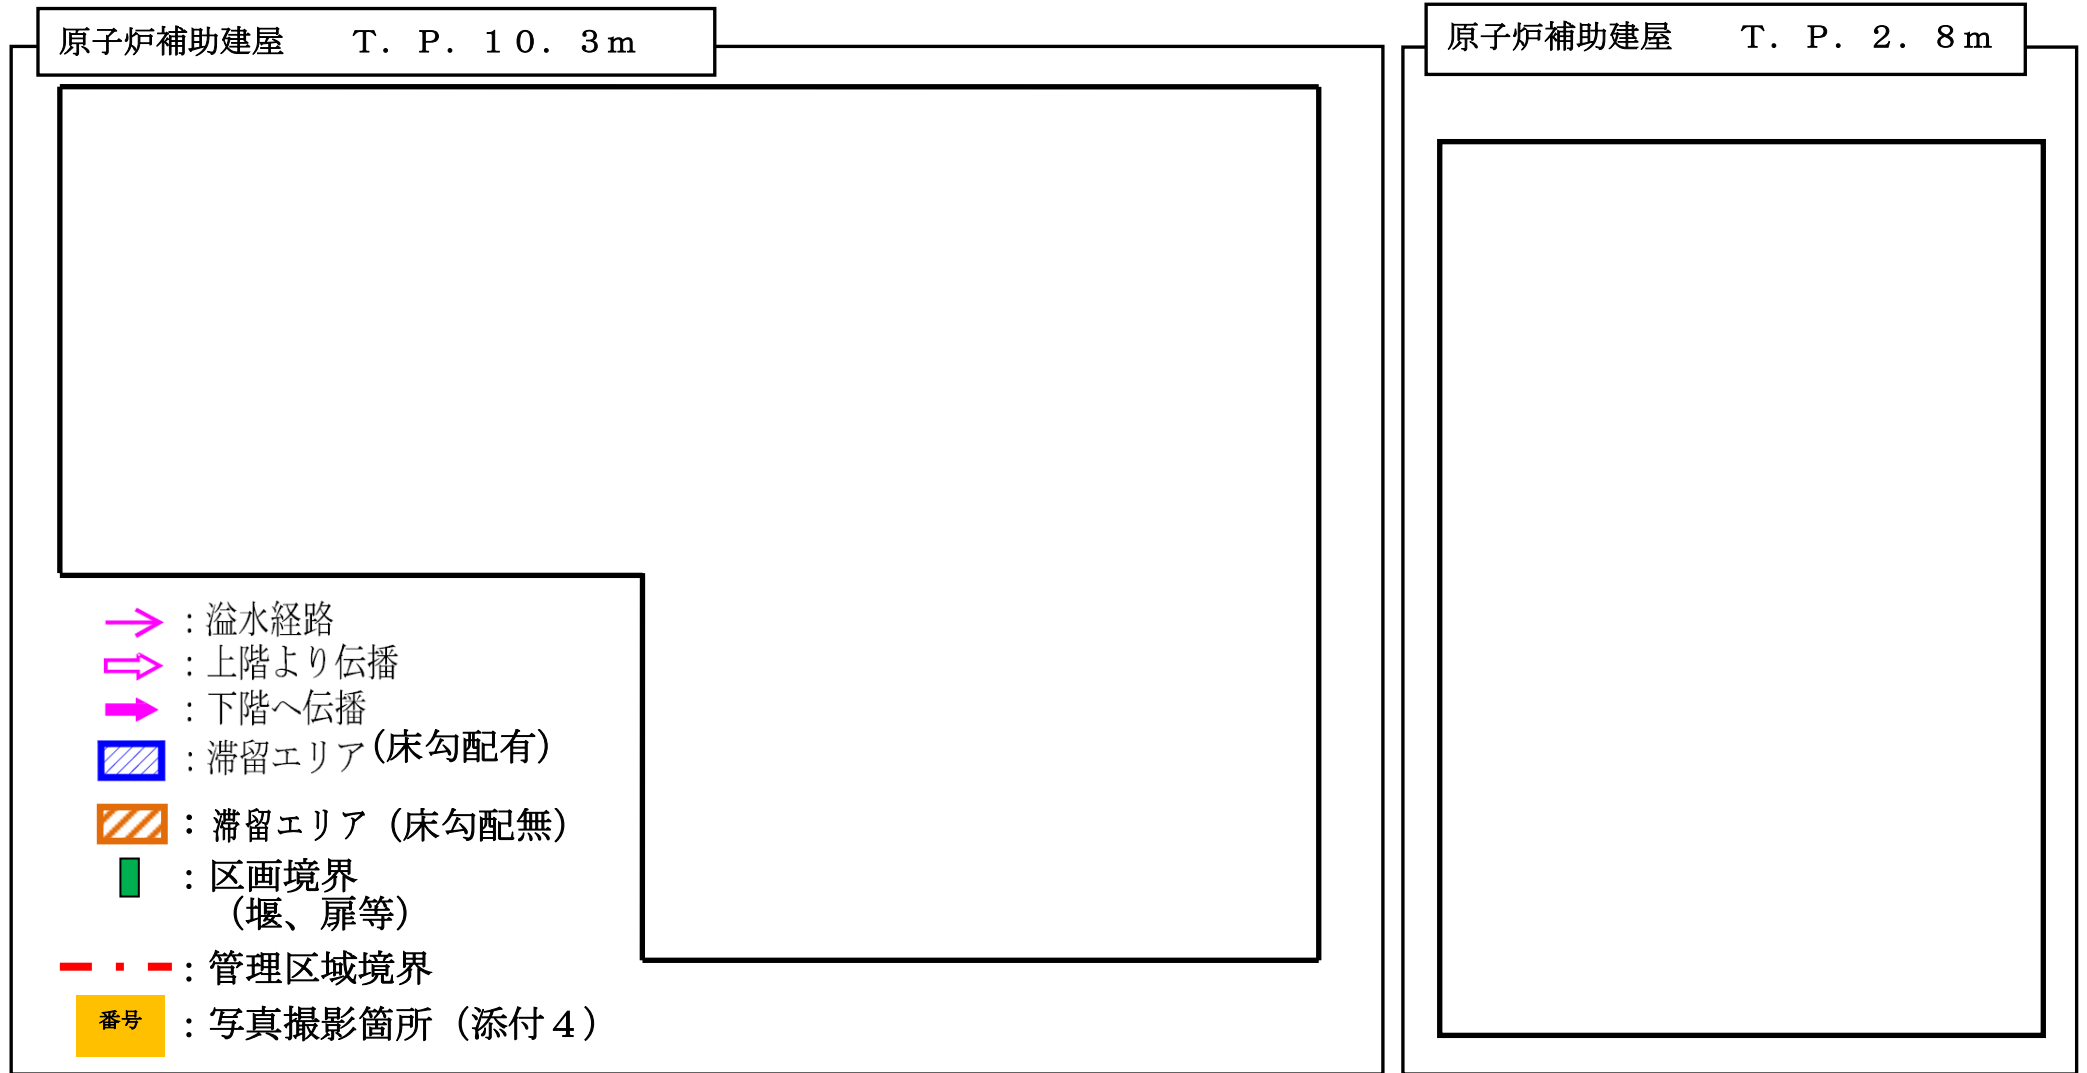 原子炉補助建屋　　Ｔ．Ｐ．１０．３ｍ
原子炉補助建屋　　Ｔ．Ｐ．２．８ｍ
：溢水経路
：上階より伝播
：下階へ伝播
：滞留エリア(床勾配有)
：滞留エリア (床勾配無)
：区画境界
（堰、扉等）
：管理区域境界
番号 ：写真撮影箇所（添付４）